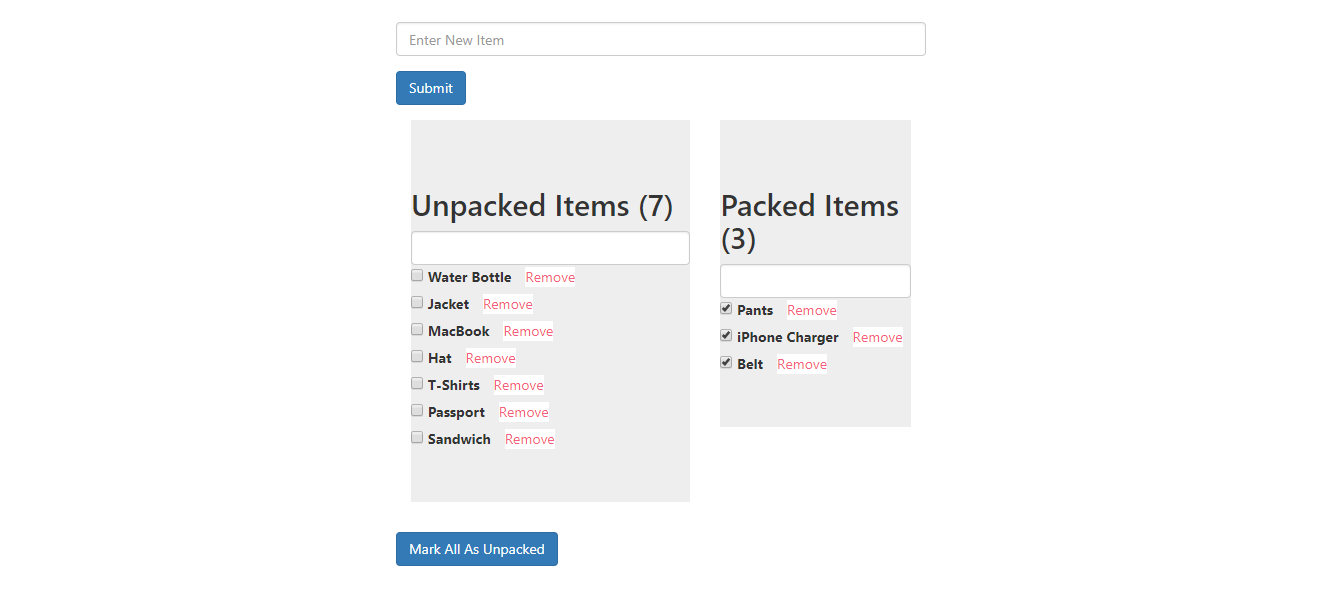 Enter New Item
Submit
Unpacked Items (7)
Water Bottle Remove
Jacket Remove
MacBook Remove
Hat Remove
T-Shirts Remove
Passport Remove
Sandwich Remove
Packed Items
(3)
Pants Remove
iPhone Charger Remove
Belt Remove
Mark All As Unpacked